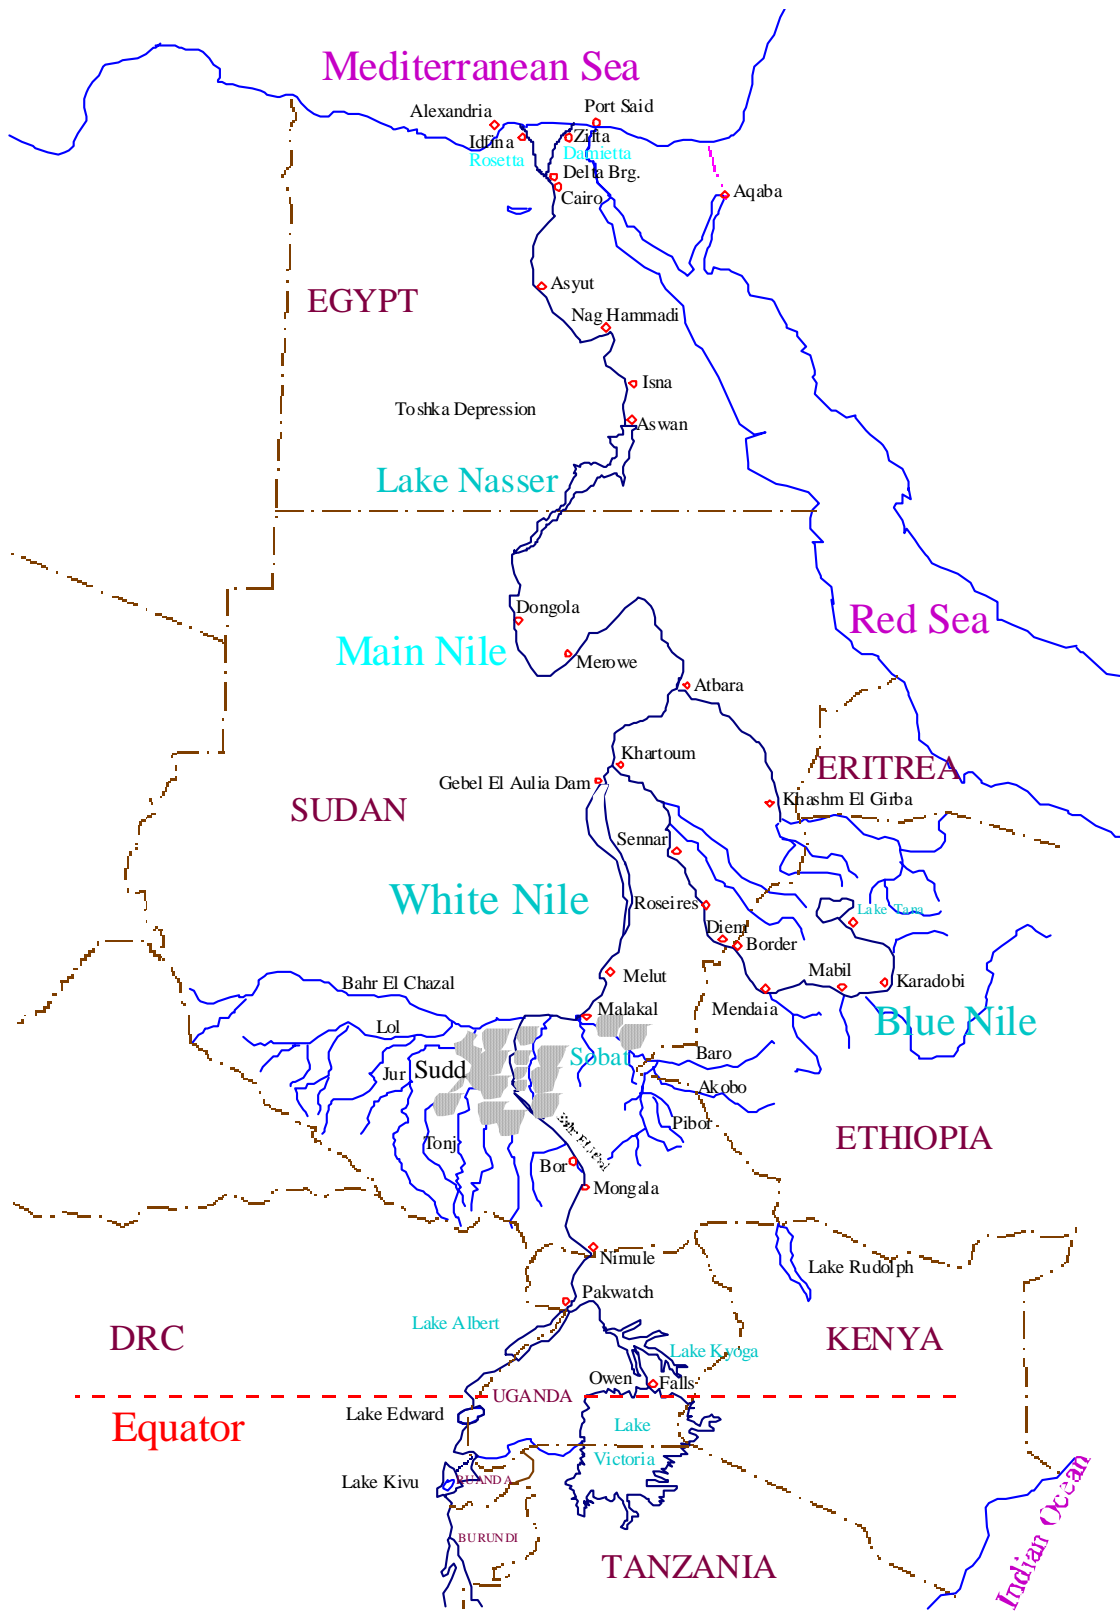 Mediterranean Sea
Alexandria
Port Said
Idfina
Zifta
Rosetta
Damietta
Delta Brg.
Cairo
Aqaba
Asyut
EGYPT
Nag Hammadi
Isna
Toshka Depression
Aswan
Lake Nasser
Dongola
Red Sea
Main Nile
Merowe
Atbara
Khartoum
ERITREA
Gebel El Aulia Dam
Khashm El Girba
SUDAN
Sennar
White Nile
Roseires
Lake Tana
Diem
Border
Melut
Bahr El Chazal
Mabil
Karadobi
Mendaia
Malakal
Blue Nile
Lol
Sobat
Baro
Sudd
Jur
Akobo
Pibor
Tonj
ETHIOPIA
Bor
Mongala
Nimule
Lake Rudolph
Pakwatch
Lake Albert
DRC
KENYA
Lake Kyoga
Owen Falls
UGANDA
Lake Edward
Equator
Lake
Victoria
Lake Kivu
RUANDA
BURUNDI
TANZANIA
Indian Ocean